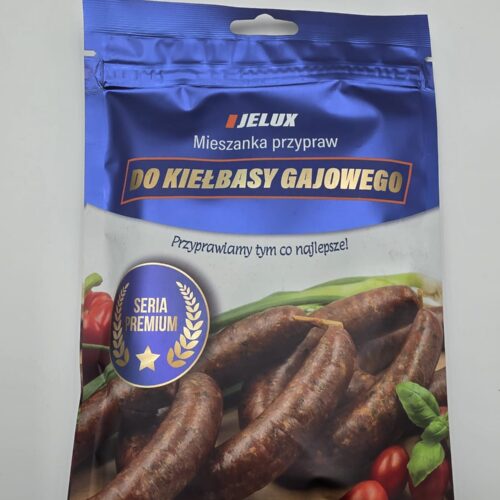 JELUX
Mieszanka przypraw
DO KIEŁBASY GAJOWEGO
Przyprawiamy tym co najlepsze!
SERIA
PREMIUM